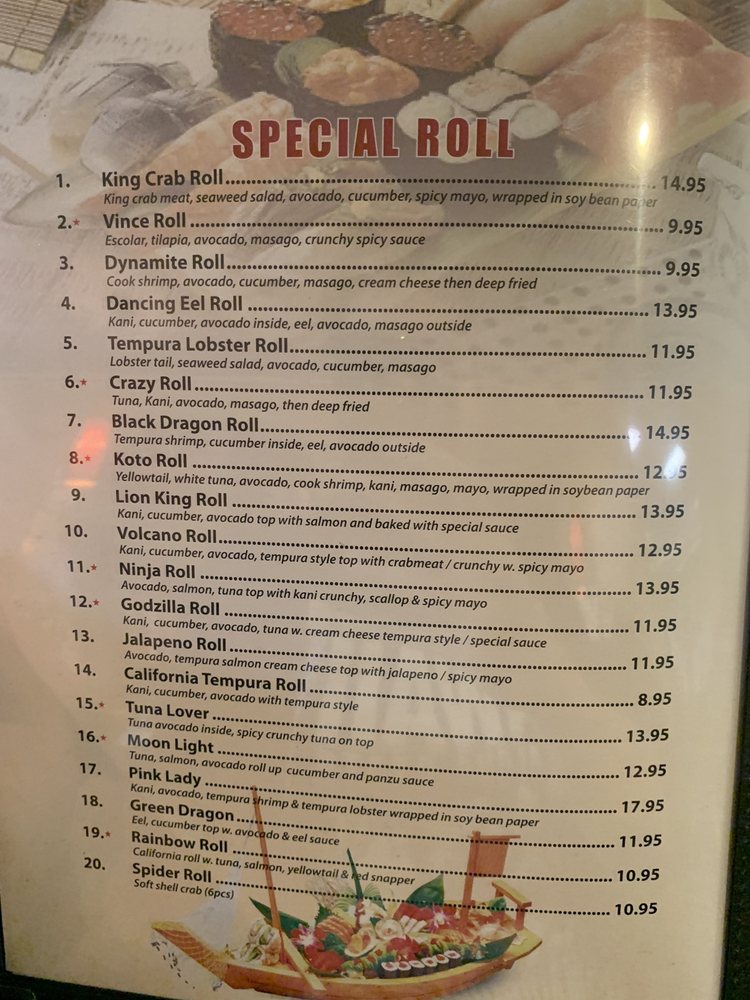 SPECIAL ROLL
1. King Crab Roll 14.95
King crab meat, seaweed salad, avocado, cucumber, spicy mayo, wrapped in soy bean paper
2.* Vince Roll 9.95
Escolar, tilapia, avocado, masago, crunchy spicy sauce
3. Dynamite Roll 9.95
Cook shrimp, avocado, cucumber, masago, cream cheese then deep fried
4. Dancing Eel Roll 13.95
Kani, cucumber, avocado inside, eel, avocado, masago outside
5. Tempura Lobster Roll 11.95
Lobster tail, seaweed salad, avocado, cucumber, masago
6.* Crazy Roll 11.95
Tuna, Kani, avocado, masago, then deep fried
7. Black Dragon Roll 14.95
Tempura shrimp, cucumber inside, eel, avocado outside
8.* Koto Roll 12.95
Yellowtail, white tuna, avocado, cook shrimp, kani, masago, mayo, wrapped in soybean paper
9. Lion King Roll 13.95
Kani, cucumber, avocado top with salmon and baked with special sauce
10. Volcano Roll 12.95
Kani, cucumber, avocado, tempura style top with crabmeat / crunchy w. spicy mayo
11.* Ninja Roll 13.95
Avocado, salmon, tuna top with kani crunchy, scallop & spicy mayo
12.* Godzilla Roll 11.95
Kani, cucumber, avocado, tuna w. cream cheese tempura style / special sauce
13. Jalapeno Roll 11.95
Avocado, tempura salmon cream cheese top with jalapeno / spicy mayo
14. California Tempura Roll 8.95
Kani, cucumber, avocado with tempura style
15.* Tuna Lover 13.95
Tuna avocado inside, spicy crunchy tuna on top
16.* Moon Light 12.95
Tuna, salmon, avocado roll up cucumber and panzu sauce
17. Pink Lady 17.95
Kani, avocado, tempura shrimp & tempura lobster wrapped in soy bean paper
18. Green Dragon 11.95
Eel, cucumber top w. avocado & eel sauce
19.* Rainbow Roll 10.95
California roll w. tuna, salmon, yellowtail & red snapper
20. Spider Roll 10.95
Soft shell crab (6pcs)